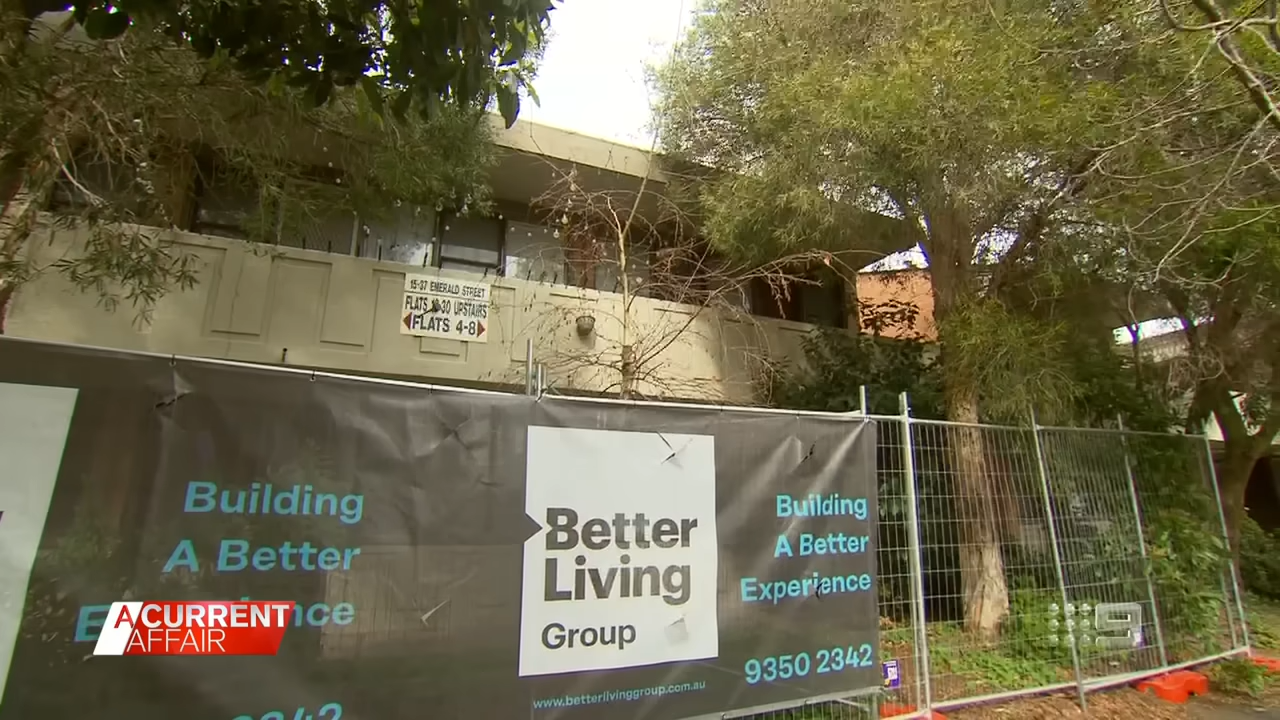 15-37 EMERALD STREET
FLATS 30 UPSTAIRS
FLATS 4-8
Building
A Better
Better
Living
Group
www.betterlivinggroup.com.au
Building
A Better
Experience
9350 2342
A CURRENT
AFFAIR
9